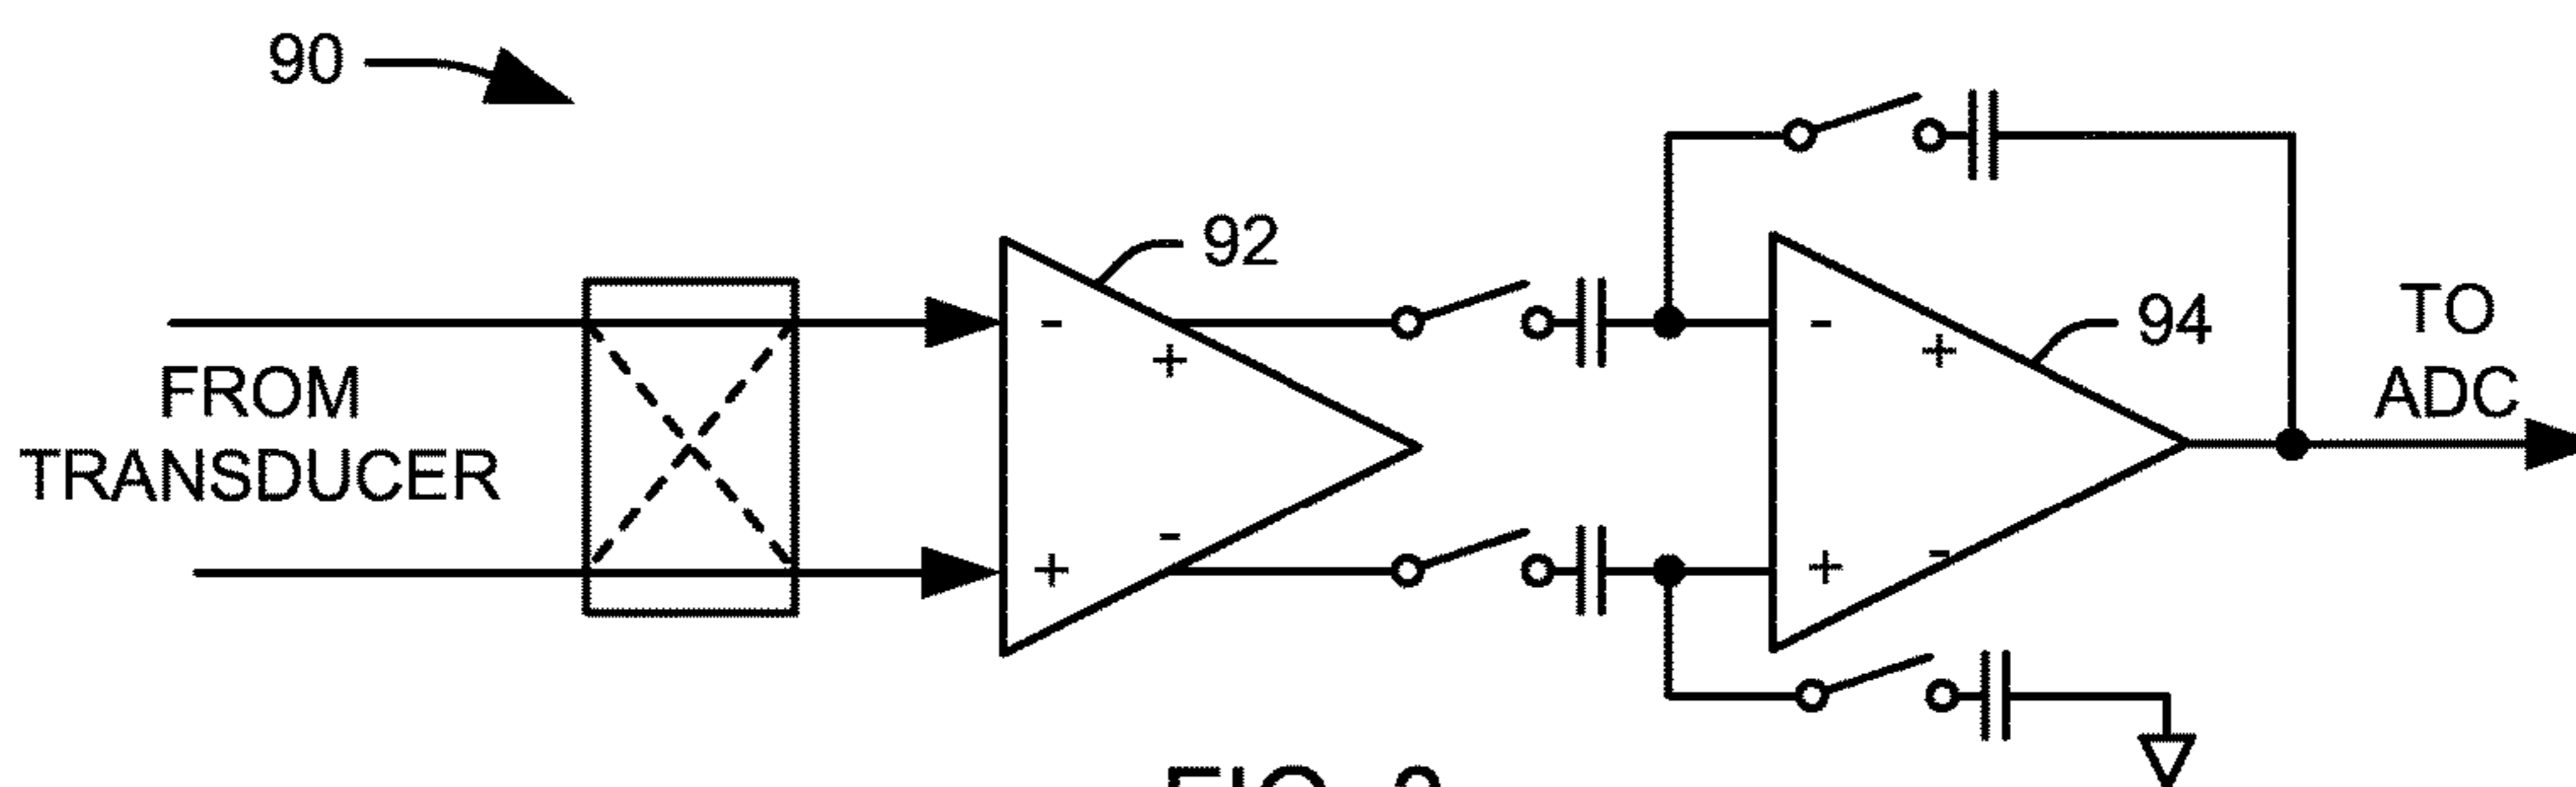 90
92
94
FROM
TRANSDUCER
TO
ADC
-
+
+
-
-
+
+
-